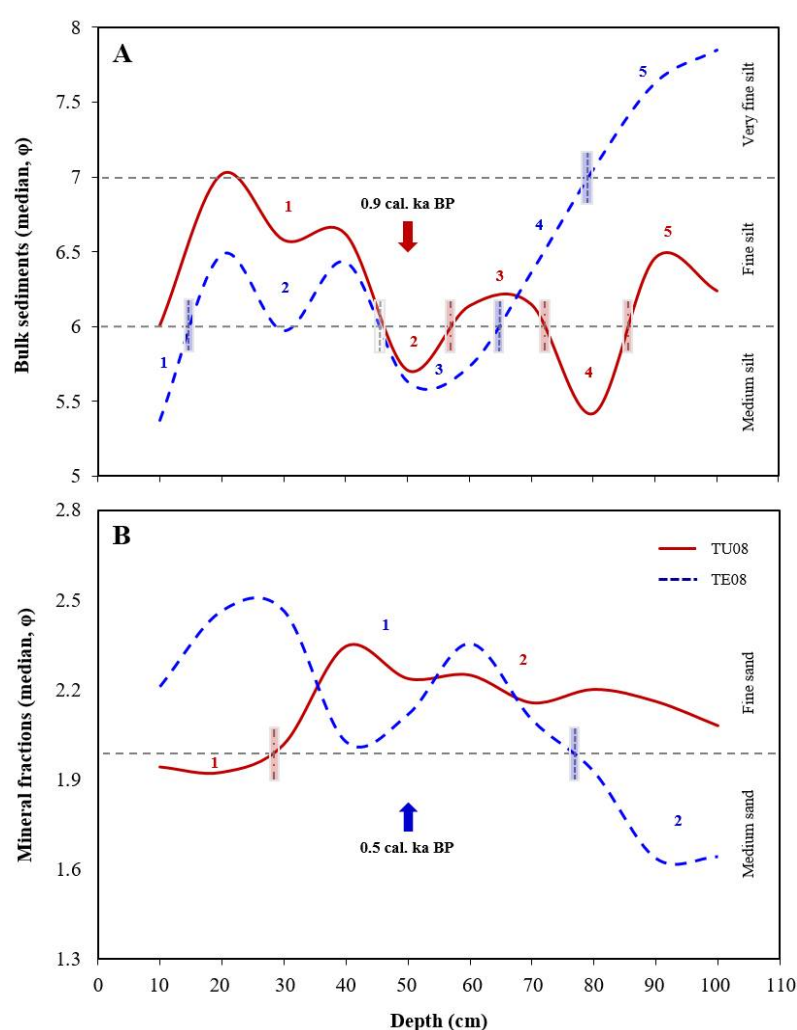 A
Bulk sediments (median, φ)
8
7.5
7
6.5
6
5.5
5
Very fine silt
Fine silt
Medium silt
0.9 cal. ka BP
1
2
3
4
5
1
2
3
4
5
B
Mineral fractions (median, φ)
2.8
2.5
2.2
1.9
1.6
1.3
TU08
TE08
Fine sand
Medium sand
1
2
1
2
0.5 cal. ka BP
0 10 20 30 40 50 60 70 80 90 100 110
Depth (cm)